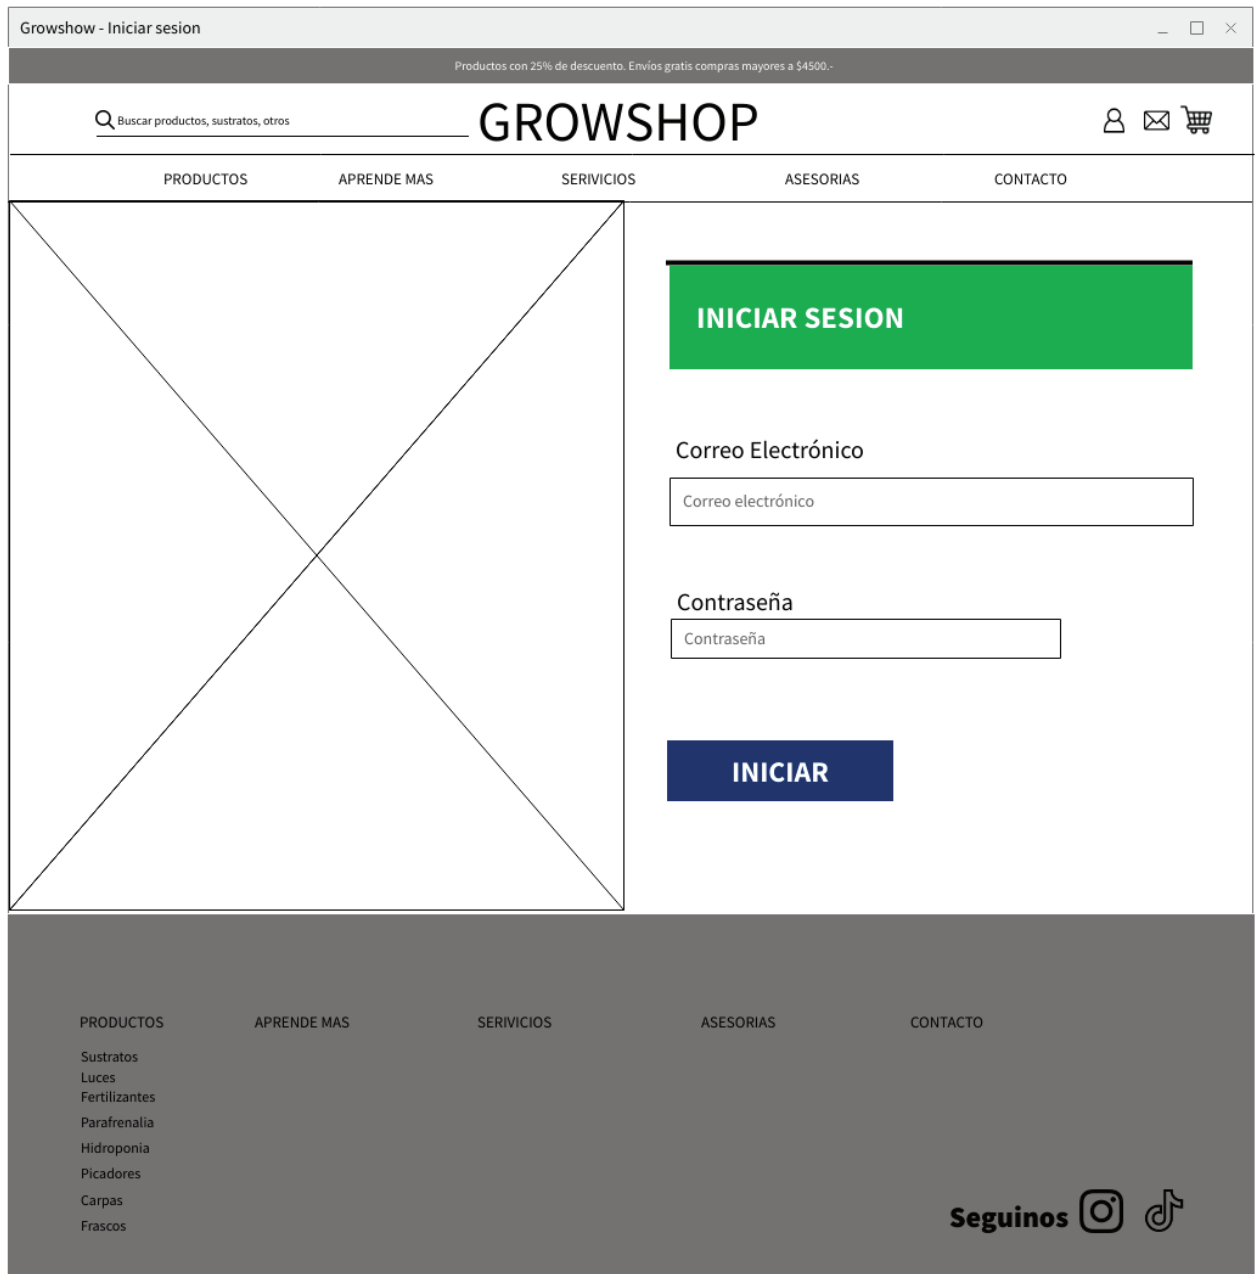 Growshow - Iniciar sesion
Productos con 25% de descuento. Envíos gratis compras mayores a $4500.-
Buscar productos, sustratos, otros
GROWSHOP
PRODUCTOS APRENDE MAS SERIVICIOS ASESORIAS CONTACTO
INICIAR SESION
Correo Electrónico
Correo electrónico
Contraseña
Contraseña
INICIAR
PRODUCTOS APRENDE MAS SERIVICIOS ASESORIAS CONTACTO
Sustratos
Luces
Fertilizantes
Parafrenalia
Hidroponia
Picadores
Carpas
Frascos
Seguinos